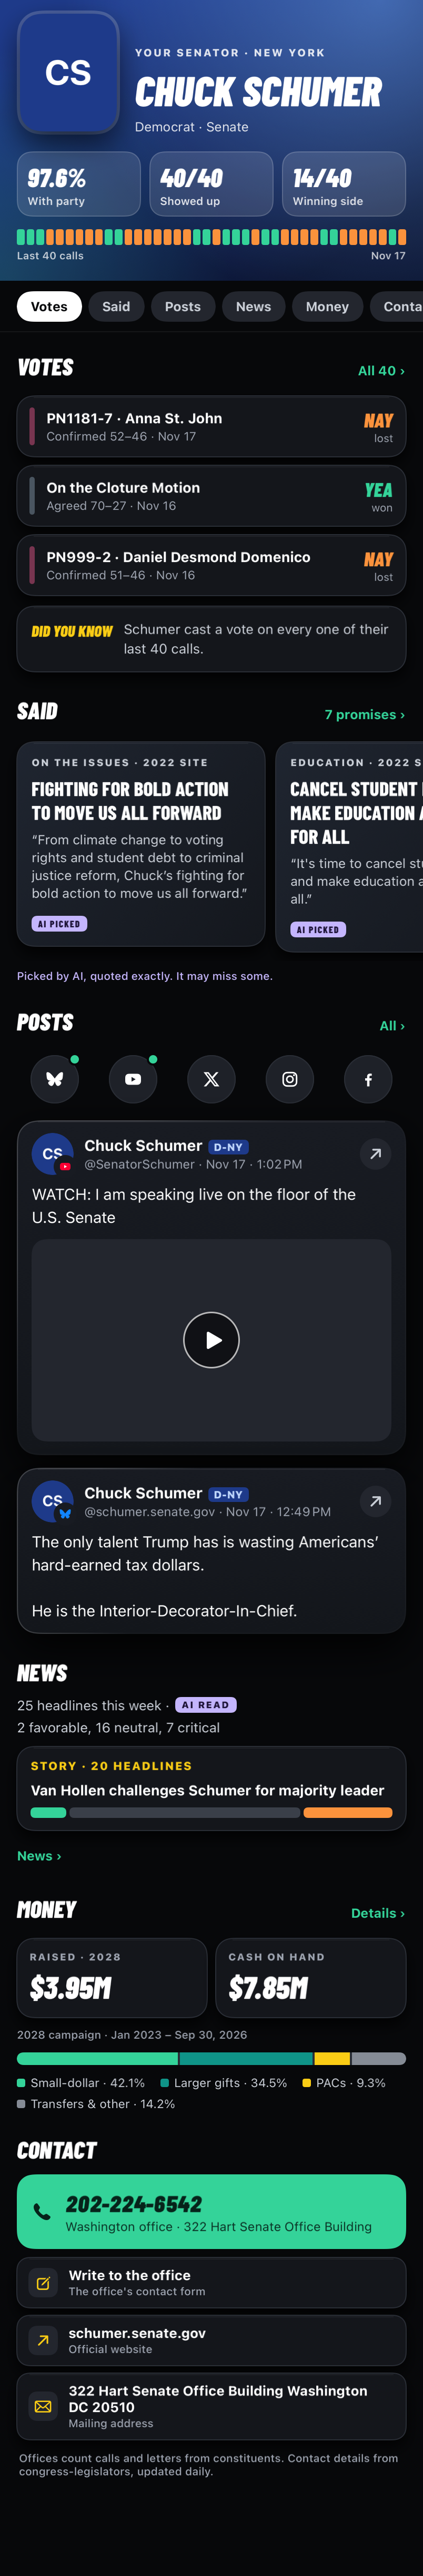 CS
YOUR SENATOR · NEW YORK
CHUCK SCHUMER
Democrat · Senate
97.6%
With party
40/40
Showed up
14/40
Winning side
Last 40 calls
Nov 17
Votes
Said
Posts
News
Money
Conta
VOTES
All 40 ›
PN1181-7 · Anna St. John
Confirmed 52–46 · Nov 17
NAY
lost
On the Cloture Motion
Agreed 70–27 · Nov 16
YEA
won
PN999-2 · Daniel Desmond Domenico
Confirmed 51–46 · Nov 16
NAY
lost
DID YOU KNOW
Schumer cast a vote on every one of their
last 40 calls.
SAID
7 promises ›
ON THE ISSUES · 2022 SITE
FIGHTING FOR BOLD ACTION
TO MOVE US ALL FORWARD
“From climate change to voting
rights and student debt to criminal
justice reform, Chuck's fighting for
bold action to move us all forward.”
AI PICKED
EDUCATION · 2022 S
CANCEL STUDENT
MAKE EDUCATION A
FOR ALL
“It's time to cancel stu
and make education a
all.”
AI PICKED
Picked by AI, quoted exactly. It may miss some.
POSTS
All ›
CS
Chuck Schumer D-NY
@SenatorSchumer · Nov 17 · 1:02 PM
WATCH: I am speaking live on the floor of the
U.S. Senate
CS
Chuck Schumer D-NY
@schumer.senate.gov · Nov 17 · 12:49 PM
The only talent Trump has is wasting Americans’
hard-earned tax dollars.
He is the Interior-Decorator-In-Chief.
NEWS
25 headlines this week · AI READ
2 favorable, 16 neutral, 7 critical
STORY · 20 HEADLINES
Van Hollen challenges Schumer for majority leader
News ›
MONEY
Details ›
RAISED · 2028
$3.95M
CASH ON HAND
$7.85M
2028 campaign · Jan 2023 – Sep 30, 2026
Small-dollar · 42.1%
Larger gifts · 34.5%
PACs · 9.3%
Transfers & other · 14.2%
CONTACT
202-224-6542
Washington office · 322 Hart Senate Office Building
Write to the office
The office's contact form
schumer.senate.gov
Official website
322 Hart Senate Office Building Washington
DC 20510
Mailing address
Offices count calls and letters from constituents. Contact details from
congress-legislators, updated daily.